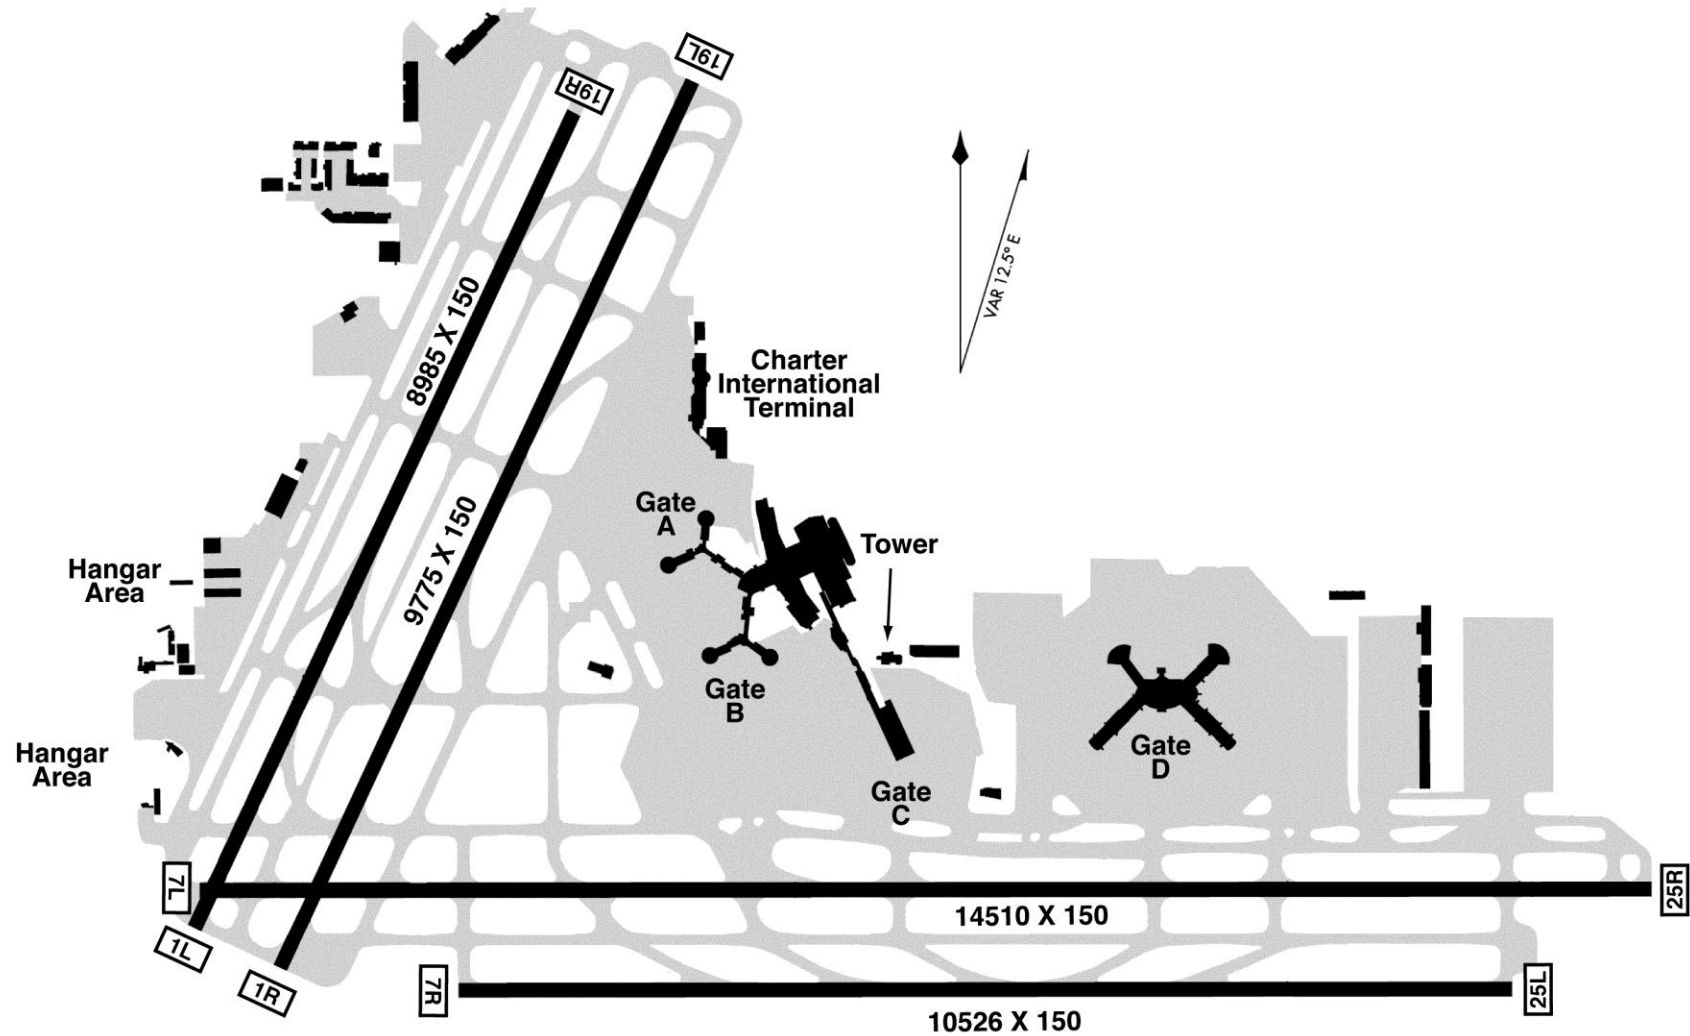 19L
19R
VAR 12.5° E
8985 X 150
Charter
International
Terminal
Gate
A
9775 X 150
Tower
Hangar
Area
Gate
B
Gate
D
Hangar
Area
Gate
C
7L
25R
14510 X 150
1L
1R
7R
25L
10526 X 150